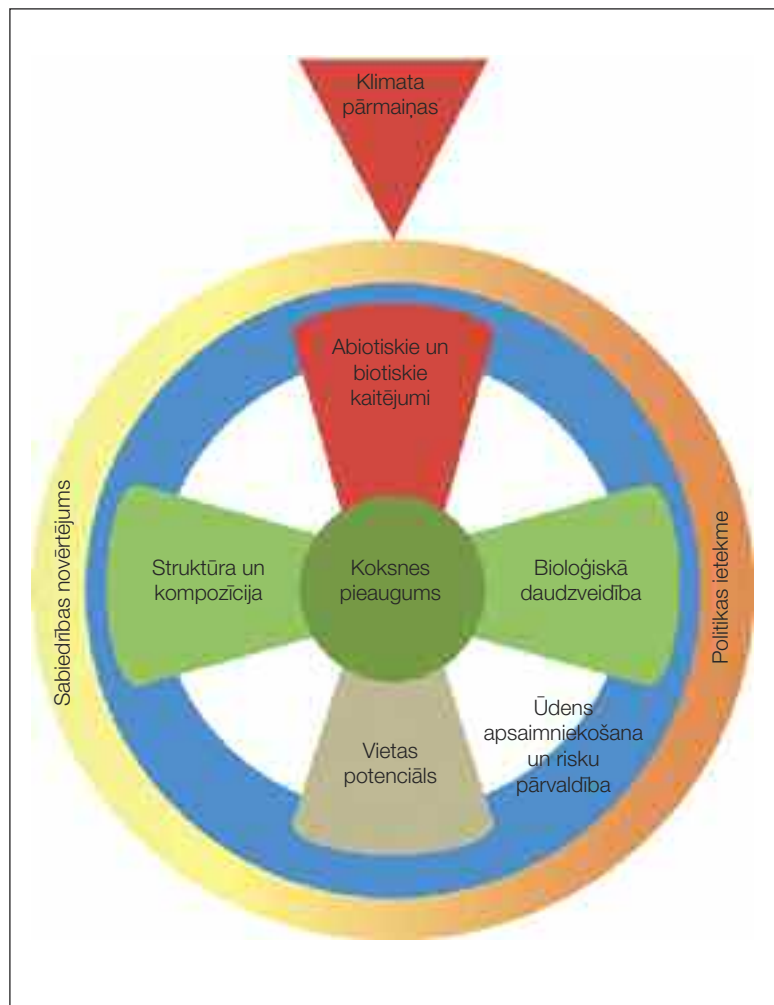 Klimata
pārmaiņas
Abiotiskie un
biotiskie
kaitējumi
Sabiedrības novērtējums
Struktūra un
kompozīcija
Koksnes
pieaugums
Bioloģiskā
daudzveidība
Politikas ietekme
Vietas
potenciāls
Ūdens
apsaimniekošana
un risku
pārvaldība